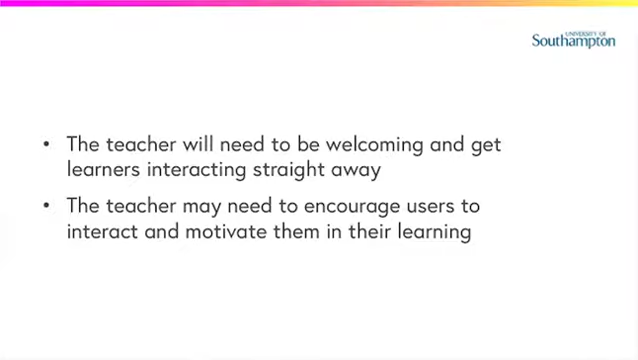 UNIVERSITY OF
Southampton
• The teacher will need to be welcoming and get
learners interacting straight away
• The teacher may need to encourage users to
interact and motivate them in their learning